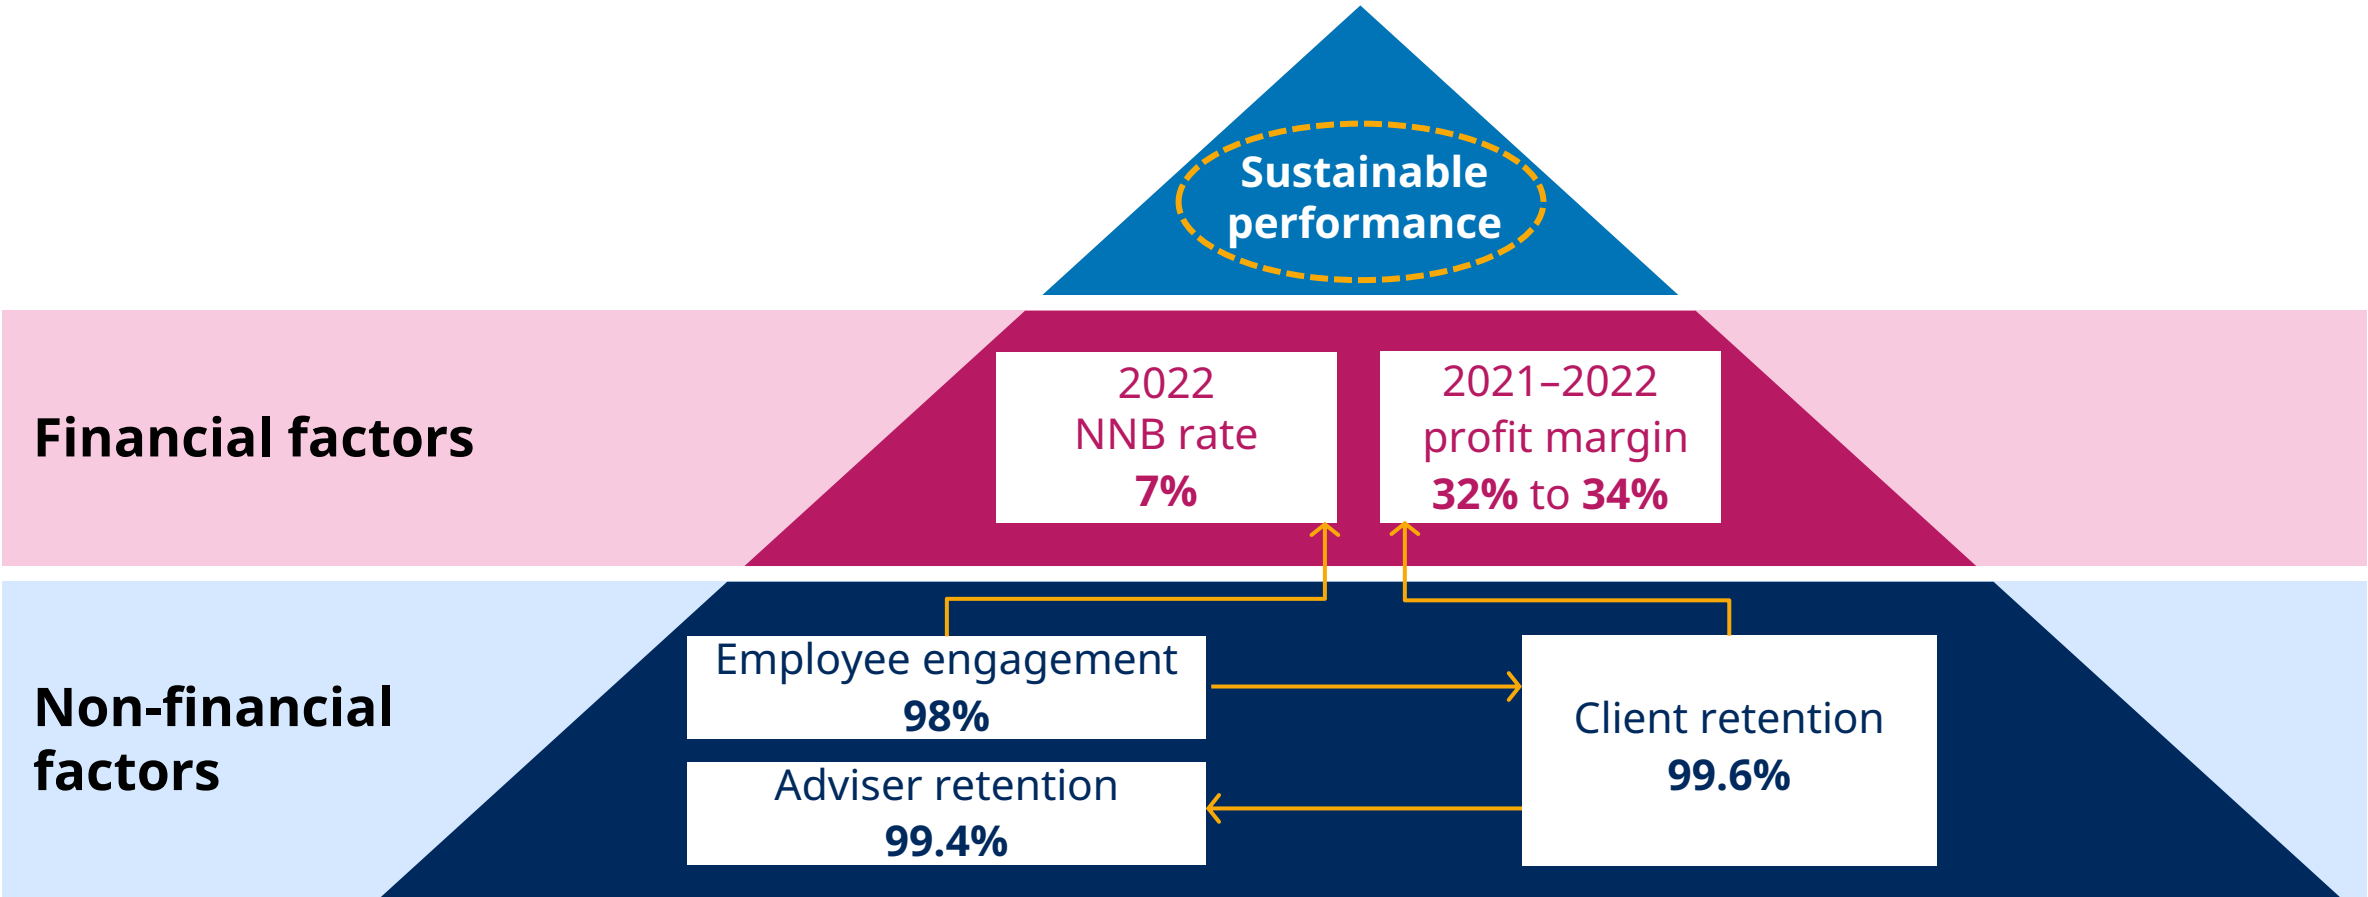 Sustainable
performance
Financial factors
2022
NNB rate
7%
2021–2022
profit margin
32% to 34%
Non-financial
factors
Employee engagement
98%
Adviser retention
99.4%
Client retention
99.6%